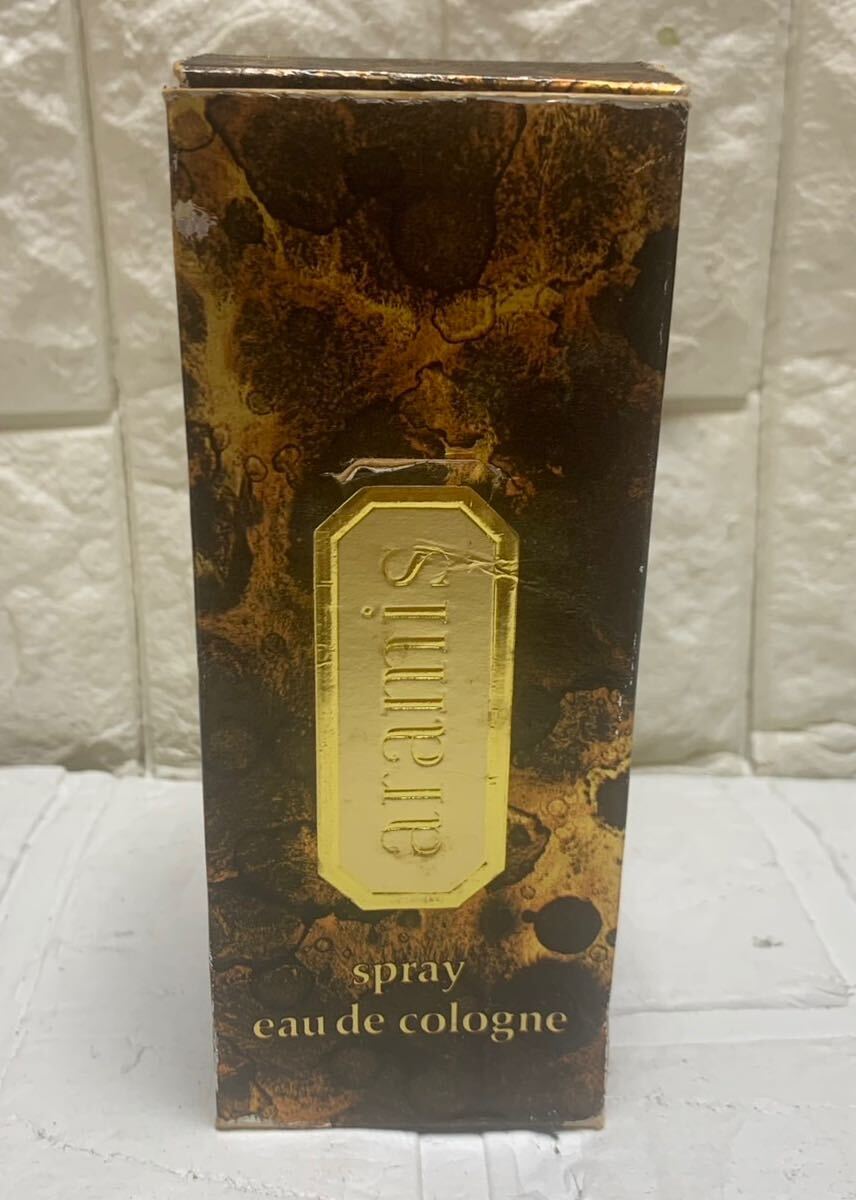 aramis
spray
eau de cologne